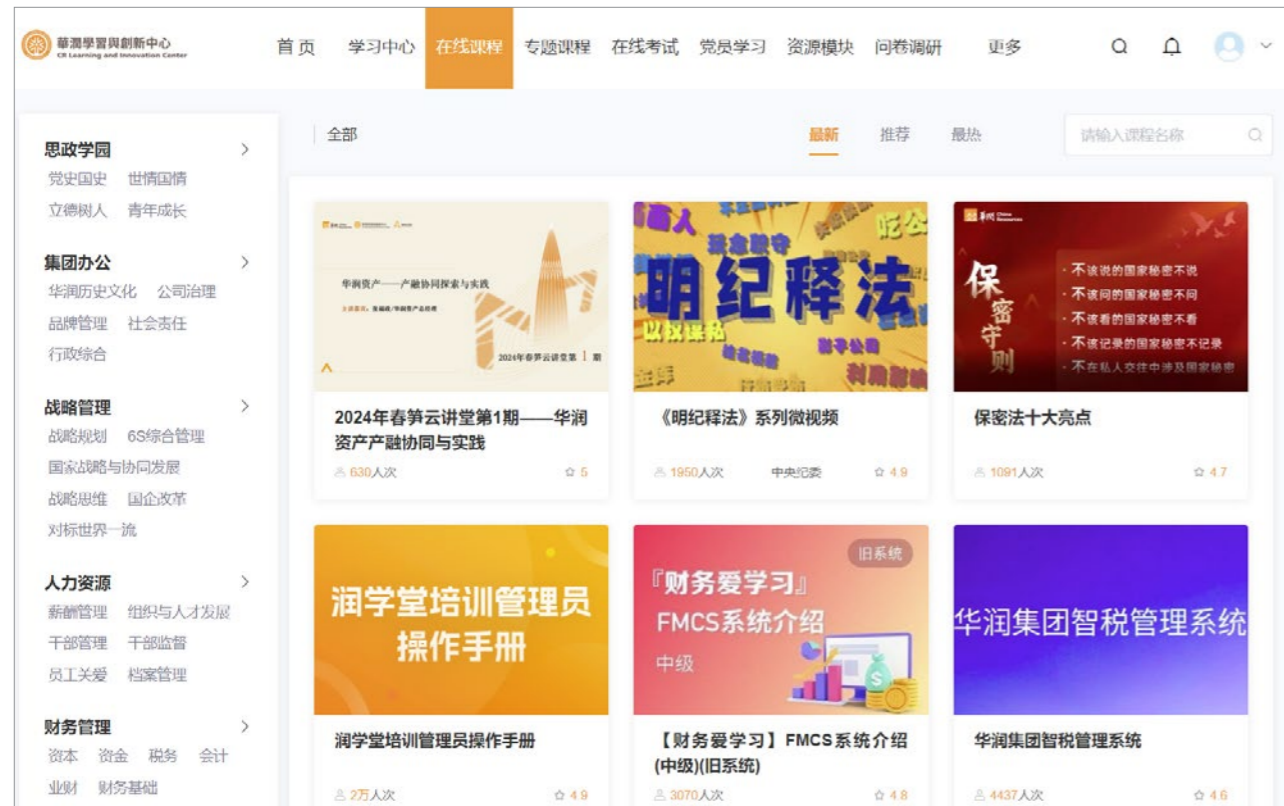 華潤學習與創新中心
CR Learning and Innovation Center
首页 学习中心 在线课程 专题课程 在线考试 党员学习 资源模块 问卷调研 更多
思政学园
党史国史 世情国情
立德树人 青年成长
集团办公
华润历史文化 公司治理
品牌管理 社会责任
行政综合
战略管理
战略规划 6S综合管理
国家战略与协同发展
战略思维 国企改革
对标世界一流
人力资源
薪酬管理 组织与人才发展
干部管理 干部监督
员工关爱 档案管理
财务管理
资本 资金 税务 会计
业财 财务基础
全部
最新 推荐 最热
请输入课程名称
华润资产——产融协同探索与实践
2024年春笋云讲堂第1期
2024年春笋云讲堂第1期——华润
资产产融协同与实践
630人次 5
玩忽职守
吃公
明纪释法
以权谋私
影子公司
《明纪释法》系列微视频
1950人次 中央纪委 4.9
華潤 China Resources
保密守则
·不该说的国家秘密不说
·不该问的国家秘密不问
·不该看的国家秘密不看
·不该记录的国家秘密不记录
·不在私人交往中涉及国家秘密
保密法十大亮点
1091人次 4.7
润学堂培训管理员
操作手册
润学堂培训管理员操作手册
2万人次 4.9
旧系统
『财务爱学习』
FMCS系统介绍
中级
【财务爱学习】FMCS系统介绍
(中级)(旧系统)
3070人次 4.8
华润集团智税管理系统
华润集团智税管理系统
4437人次 4.6